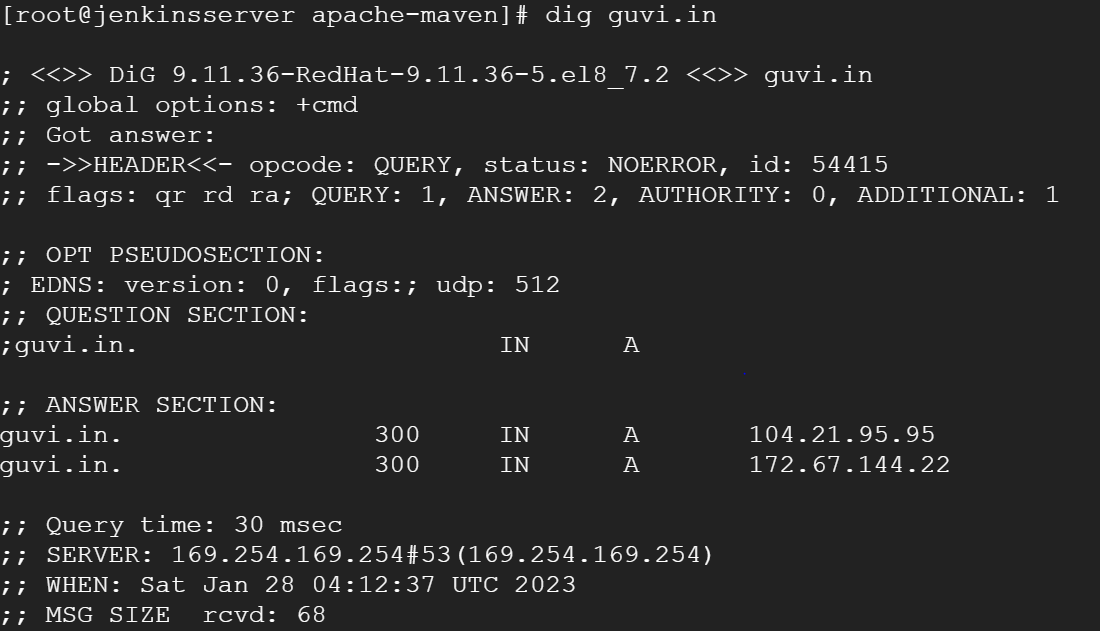 [root@jenkinsserver apache-maven]# dig guvi.in
; <<>> DiG 9.11.36-RedHat-9.11.36-5.el8_7.2 <<>> guvi.in
;; global options: +cmd
;; Got answer:
;; ->>HEADER<<- opcode: QUERY, status: NOERROR, id: 54415
;; flags: qr rd ra; QUERY: 1, ANSWER: 2, AUTHORITY: 0, ADDITIONAL: 1
;; OPT PSEUDOSECTION:
; EDNS: version: 0, flags:; udp: 512
;; QUESTION SECTION:
;guvi.in. IN A
;; ANSWER SECTION:
guvi.in. 300 IN A 104.21.95.95
guvi.in. 300 IN A 172.67.144.22
;; Query time: 30 msec
;; SERVER: 169.254.169.254#53(169.254.169.254)
;; WHEN: Sat Jan 28 04:12:37 UTC 2023
;; MSG SIZE  rcvd: 68